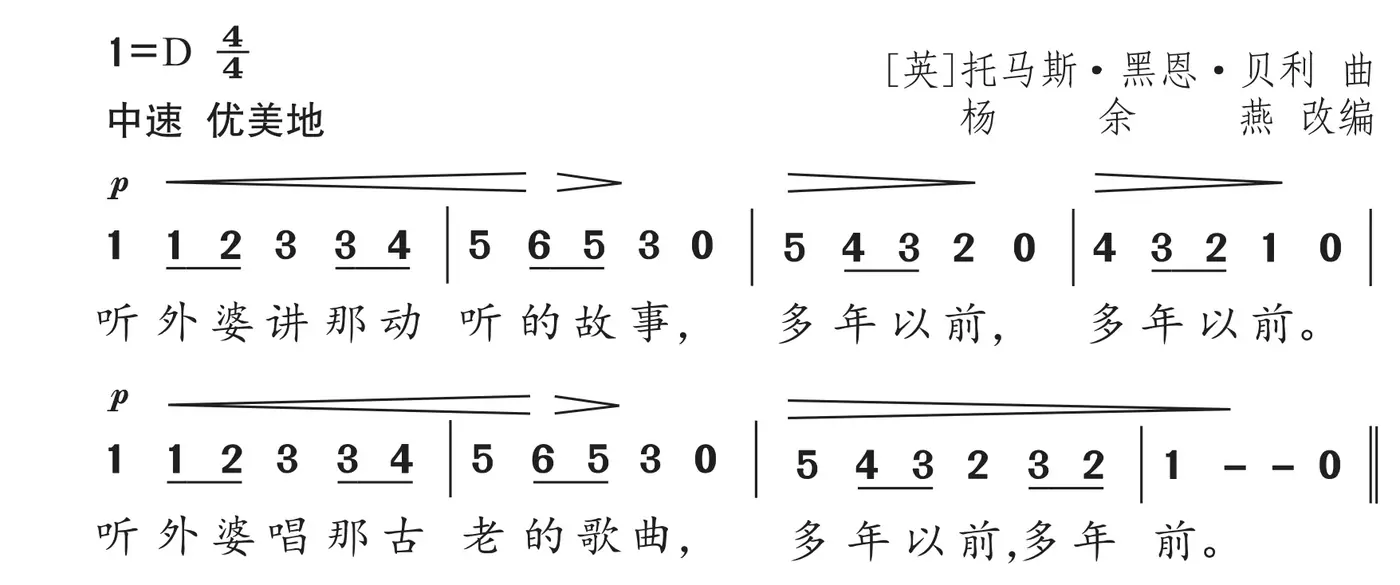 1=D 4/4
[英]托马斯·黑恩·贝利 曲
中速 优美地
杨余燕 改编
p
1 1 2 3 3 4 | 5 6 5 3 0 | 5 4 3 2 0 | 4 3 2 1 0 |
听外婆讲那动 听的故事, 多年以前, 多年以前。
p
1 1 2 3 3 4 | 5 6 5 3 0 | 5 4 3 2 3 2 | 1 - - 0 ‖
听外婆唱那古 老的歌曲, 多年以前,多年 前。